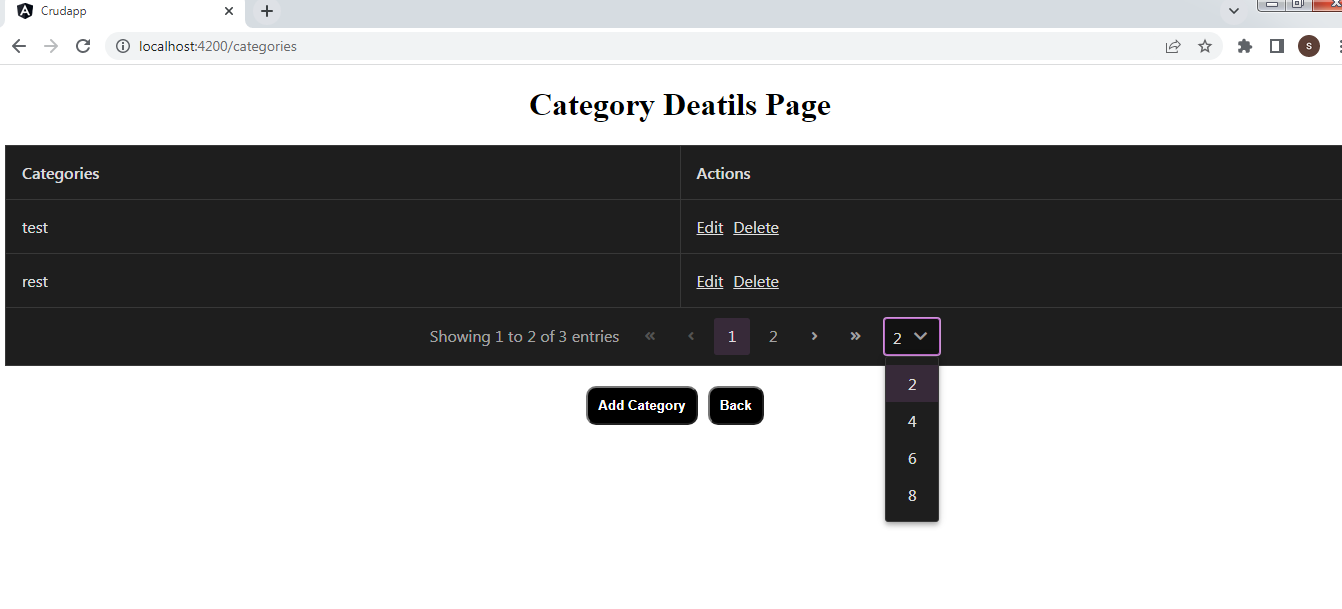 Crudapp
localhost:4200/categories
S
Category Deatils Page
Categories Actions
test Edit Delete
rest Edit Delete
Showing 1 to 2 of 3 entries « ‹ 1 2 › » 2
2
4
6
8
Add Category Back